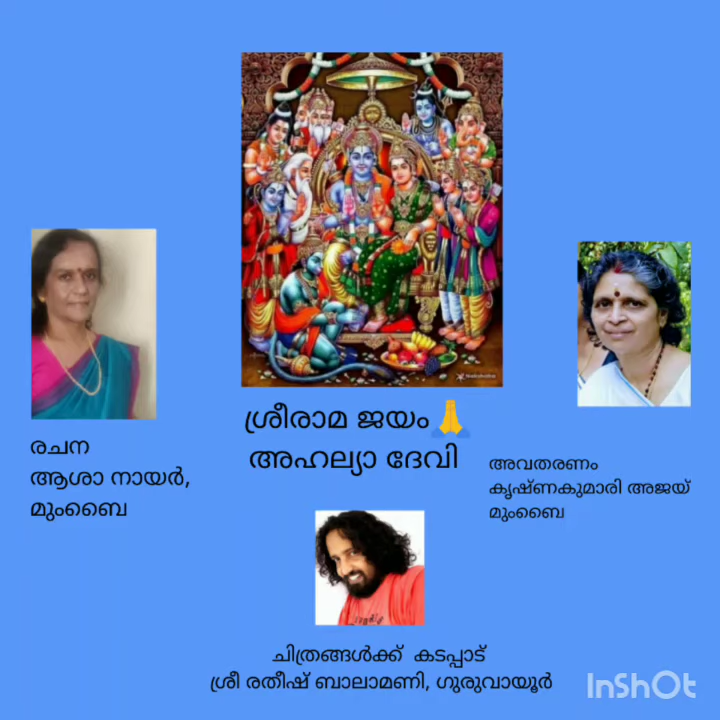 ശ്രീരാമ ജയം🙏
അഹല്യാ ദേവി
രചന
ആശാ നായർ,
മുംബൈ
അവതരണം
കൃഷ്ണകുമാരി അജയ്
മുംബൈ
ചിത്രങ്ങൾക്ക് കടപ്പാട്
ശ്രീ രതീഷ് ബാലാമണി, ഗുരുവായൂർ
InShOt